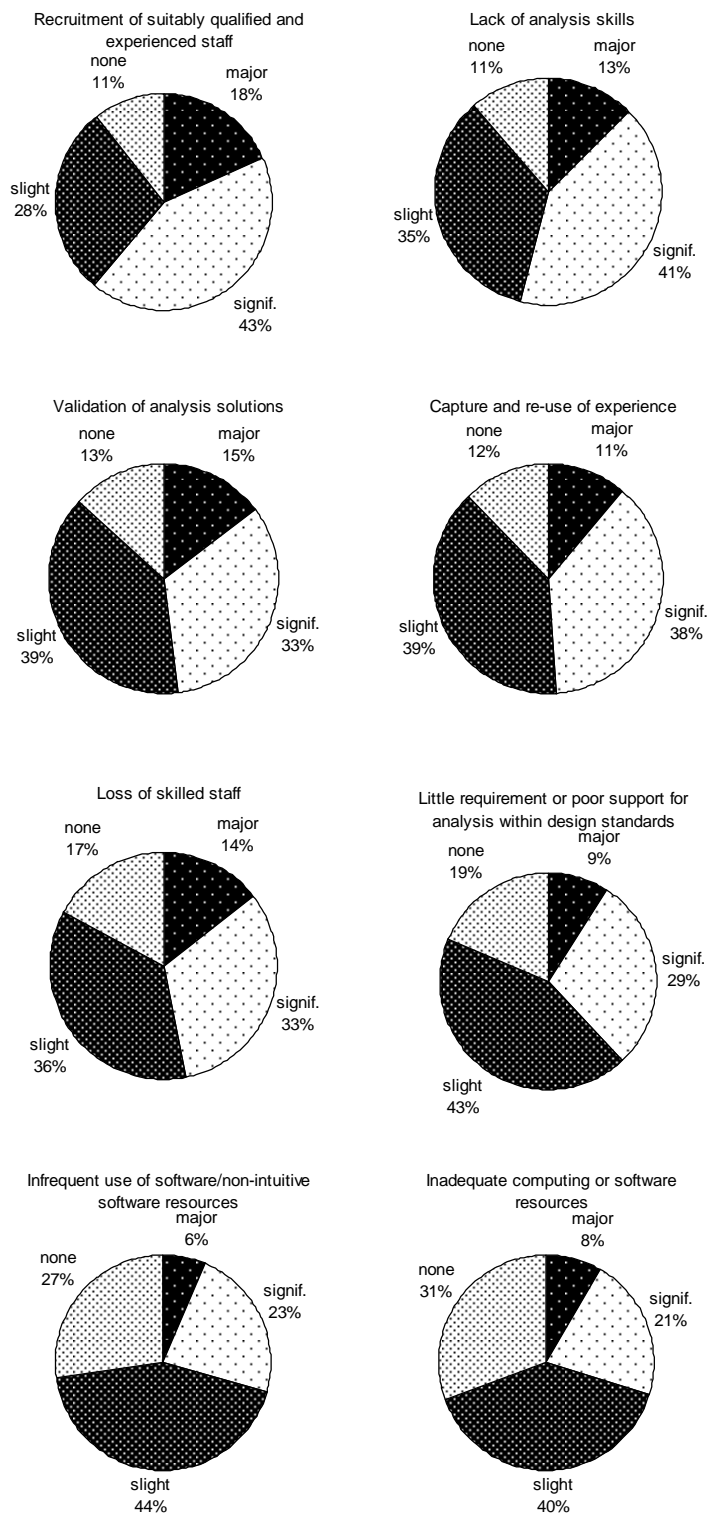 Recruitment of suitably qualified and
experienced staff
none
11%
major
18%
slight
28%
signif.
43%
Lack of analysis skills
none
11%
major
13%
slight
35%
signif.
41%
Validation of analysis solutions
none
13%
major
15%
slight
39%
signif.
33%
Capture and re-use of experience
none
12%
major
11%
slight
39%
signif.
38%
Loss of skilled staff
none
17%
major
14%
slight
36%
signif.
33%
Little requirement or poor support for
analysis within design standards
none
19%
major
9%
signif.
29%
slight
43%
Infrequent use of software/non-intuitive
software resources
major
6%
none
27%
signif.
23%
slight
44%
Inadequate computing or software
resources
major
8%
none
31%
signif.
21%
slight
40%